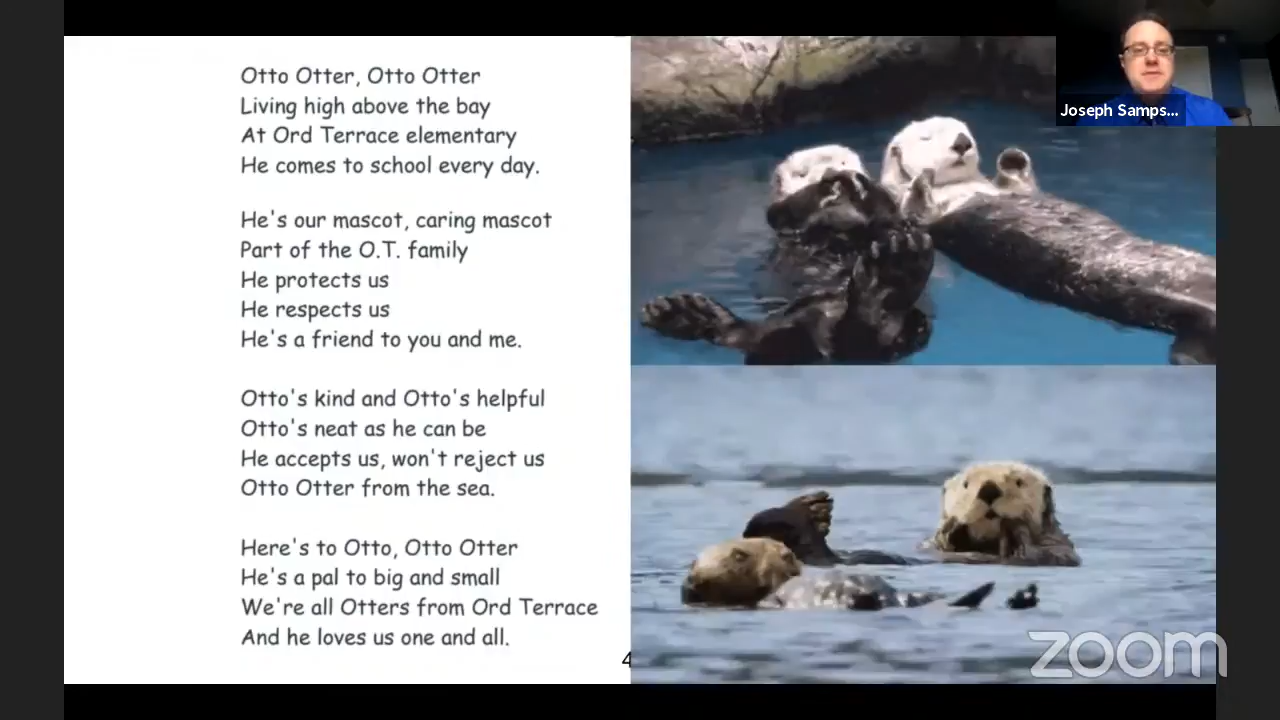 Otto Otter, Otto Otter
Living high above the bay
At Ord Terrace elementary
He comes to school every day.
He's our mascot, caring mascot
Part of the O.T. family
He protects us
He respects us
He's a friend to you and me.
Otto's kind and Otto's helpful
Otto's neat as he can be
He accepts us, won't reject us
Otto Otter from the sea.
Here's to Otto, Otto Otter
He's a pal to big and small
We're all Otters from Ord Terrace
And he loves us one and all.
4
Joseph Samps...
zoom